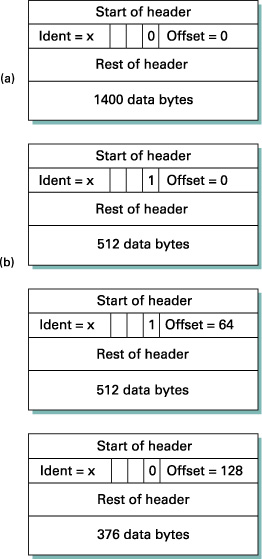 Start of header
Ident = x 0 Offset = 0
Rest of header
(a)
1400 data bytes
Start of header
Ident = x 1 Offset = 0
Rest of header
512 data bytes
(b)
Start of header
Ident = x 1 Offset = 64
Rest of header
512 data bytes
Start of header
Ident = x 0 Offset = 128
Rest of header
376 data bytes